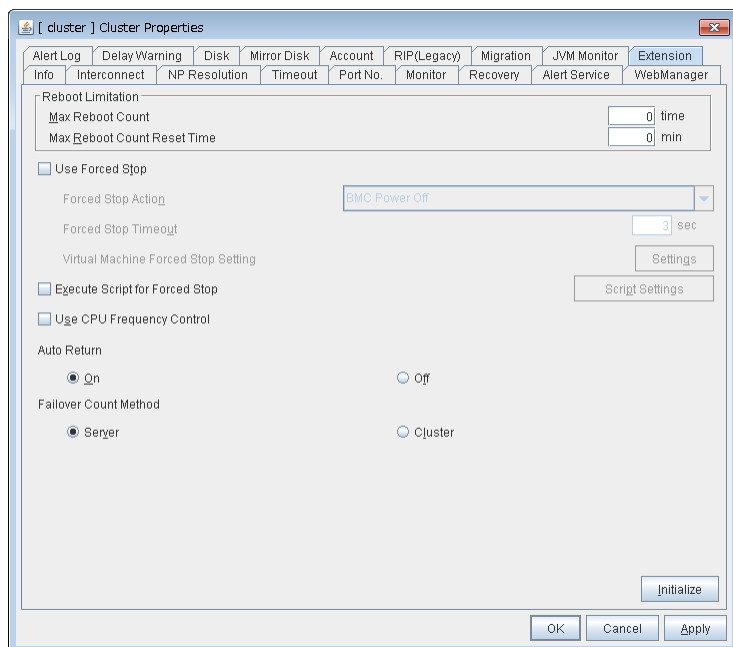 [ cluster ] Cluster Properties
Alert Log Delay Warning Disk Mirror Disk Account RIP(Legacy) Migration JVM Monitor Extension
Info Interconnect NP Resolution Timeout Port No. Monitor Recovery Alert Service WebManager
Reboot Limitation
Max Reboot Count 0 time
Max Reboot Count Reset Time 0 min
Use Forced Stop
Forced Stop Action BMC Power Off
Forced Stop Timeout 3 sec
Virtual Machine Forced Stop Setting Settings
Execute Script for Forced Stop Script Settings
Use CPU Frequency Control
Auto Return
On Off
Failover Count Method
Server Cluster
Initialize
OK Cancel Apply